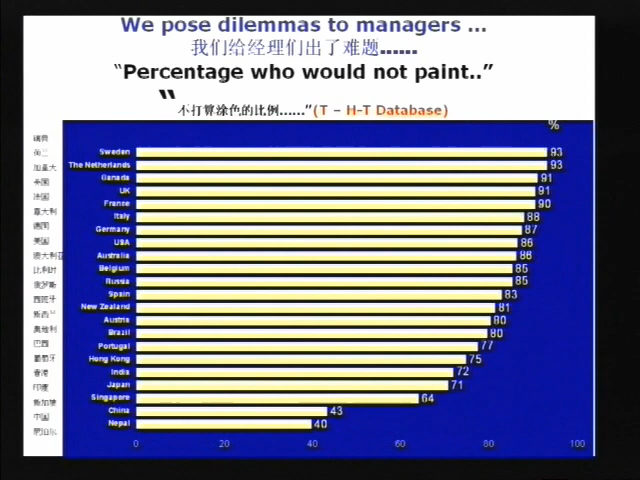 We pose dilemmas to managers ...
我们给经理们出了难题......
“Percentage who would not paint..”
“
不打算涂色的比例......”(T – H-T Database)
%
瑞典
荷兰
加拿大
英国
法国
意大利
德国
美国
澳大利亚
比利时
俄罗斯
西班牙
新西兰
奥地利
巴西
葡萄牙
香港
印度
新加坡
中国
尼泊尔
Sweden 93
The Netherlands 93
Canada 91
UK 91
France 90
Italy 88
Germany 87
USA 86
Australia 86
Belgium 85
Russia 85
Spain 83
New Zealand 81
Austria 80
Brazil 80
Portugal 77
Hong Kong 75
India 72
Japan 71
Singapore 64
China 43
Nepal 40
0 20 40 60 80 100